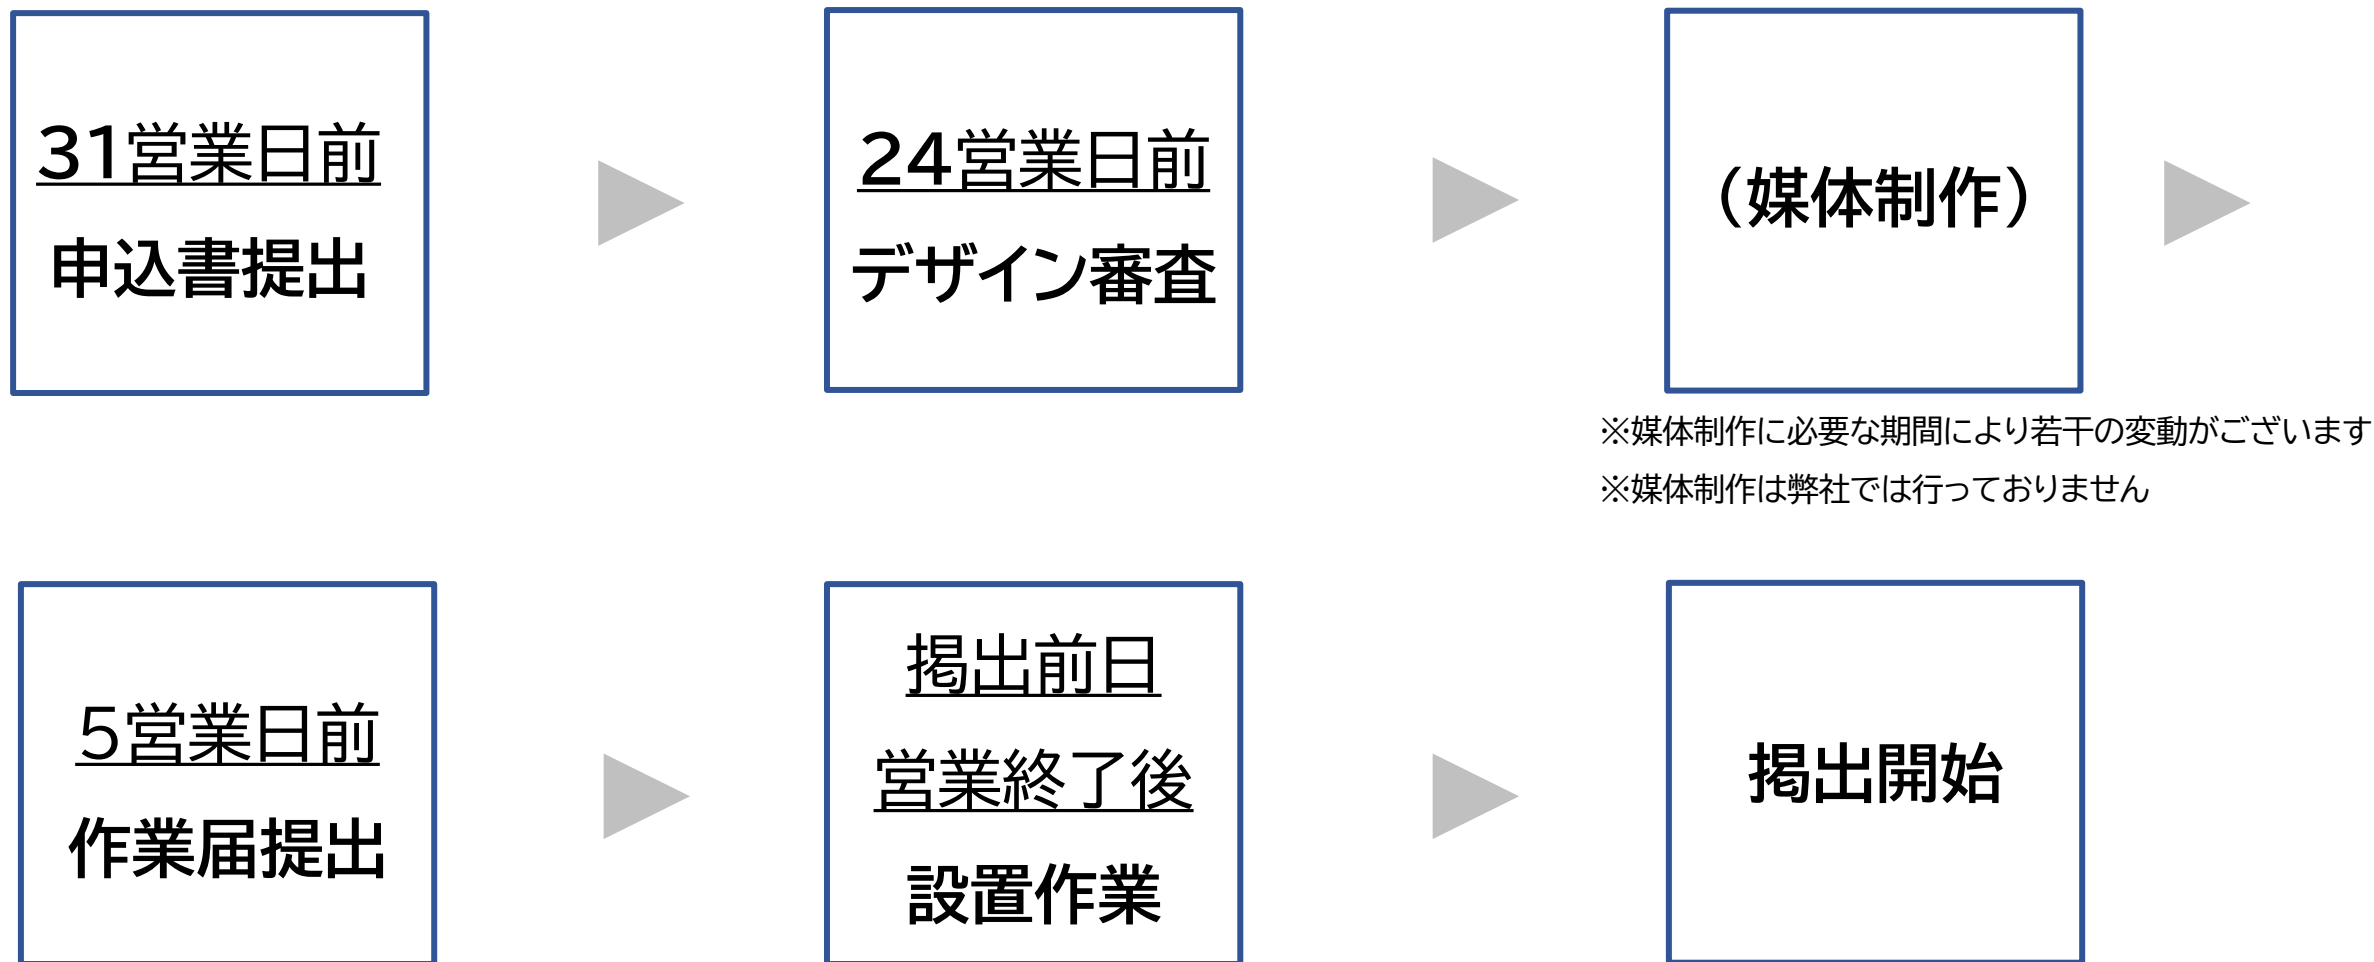 31営業日前
申込書提出
24営業日前
デザイン審査
（媒体制作）
※媒体制作に必要な期間により若干の変動がございます
※媒体制作は弊社では行っておりません
5営業日前
作業届提出
掲出前日
営業終了後
設置作業
掲出開始